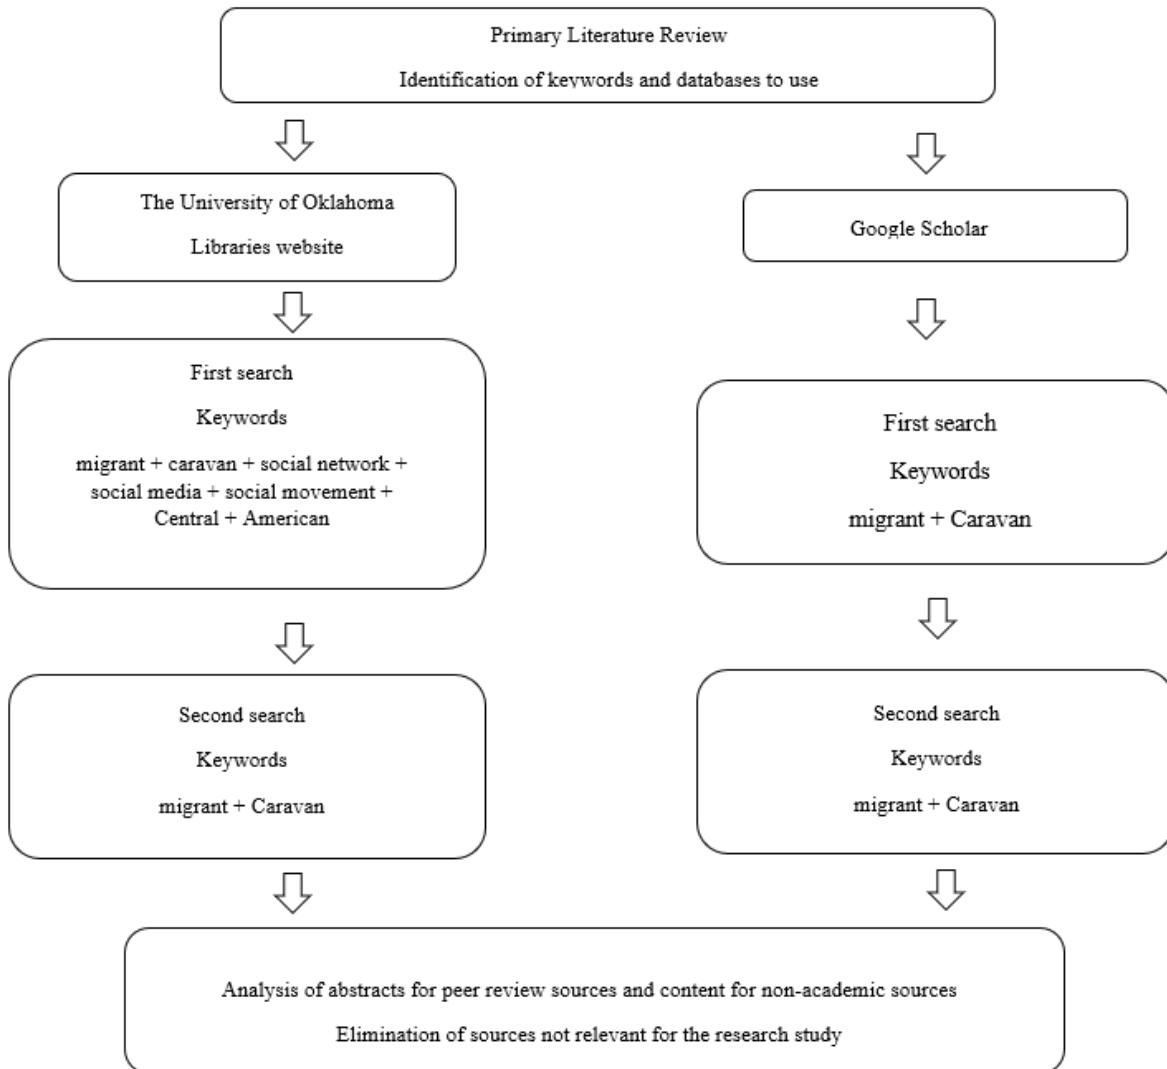 Primary Literature Review
Identification of keywords and databases to use
The University of Oklahoma
Libraries website
Google Scholar
First search
Keywords
migrant + caravan + social network +
social media + social movement +
Central + American
First search
Keywords
migrant + Caravan
Second search
Keywords
migrant + Caravan
Second search
Keywords
migrant + Caravan
Analysis of abstracts for peer review sources and content for non-academic sources
Elimination of sources not relevant for the research study